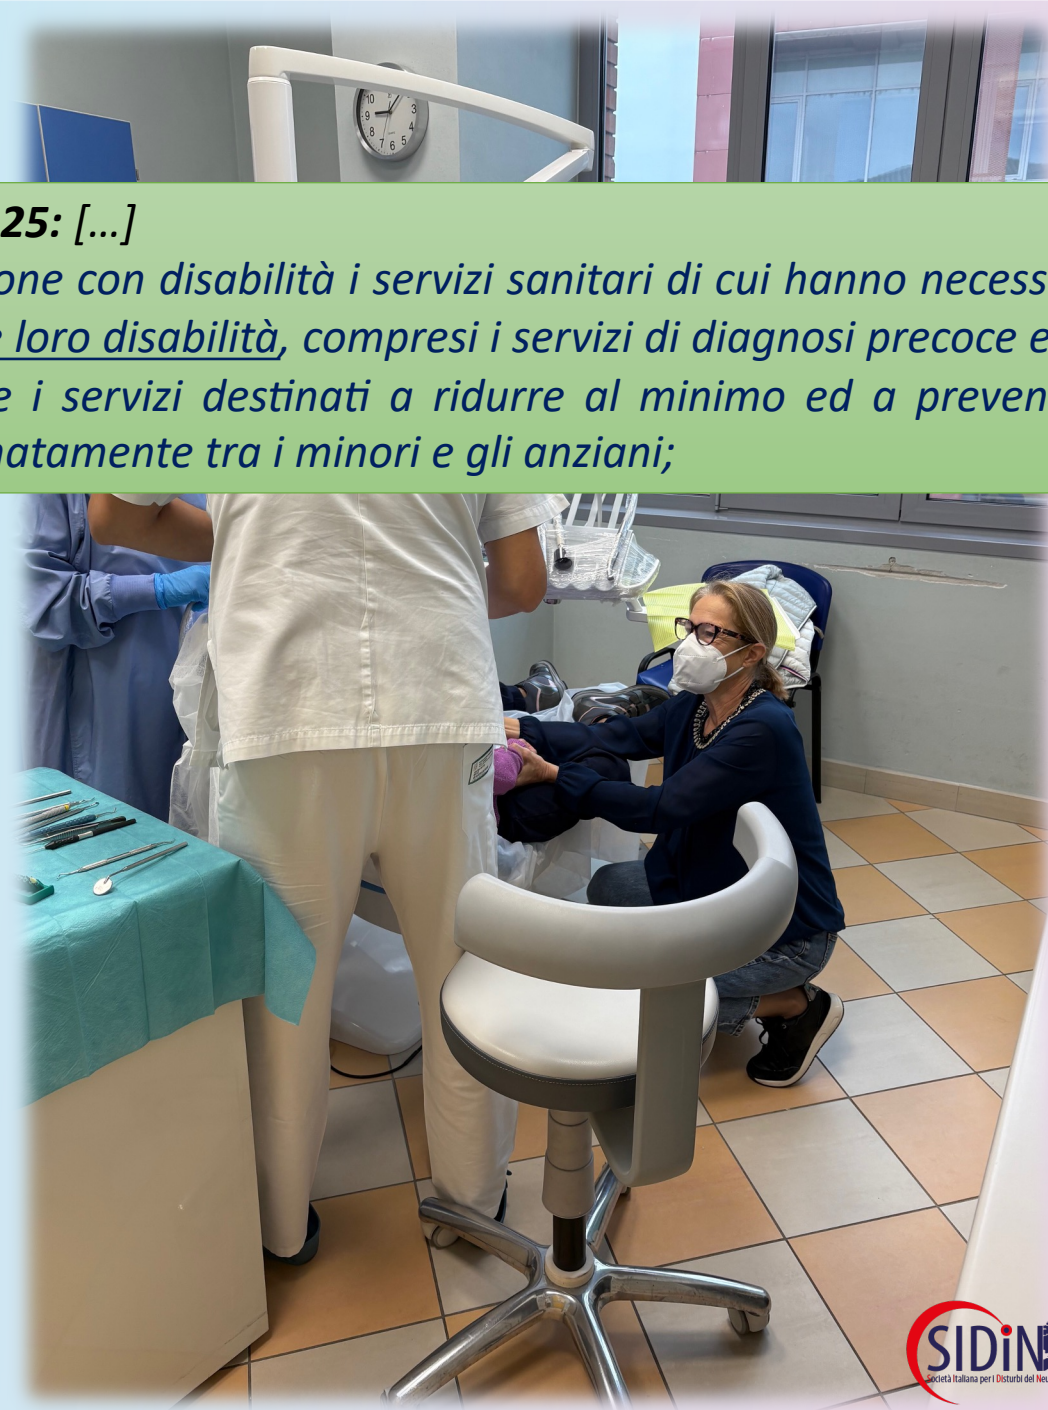 25: [...]
one con disabilità i servizi sanitari di cui hanno necess
e loro disabilità, compresi i servizi di diagnosi precoce e
e i servizi destinati a ridurre al minimo ed a preven
natamente tra i minori e gli anziani;
SIDiN
Società Italiana per i Disturbi del Neu